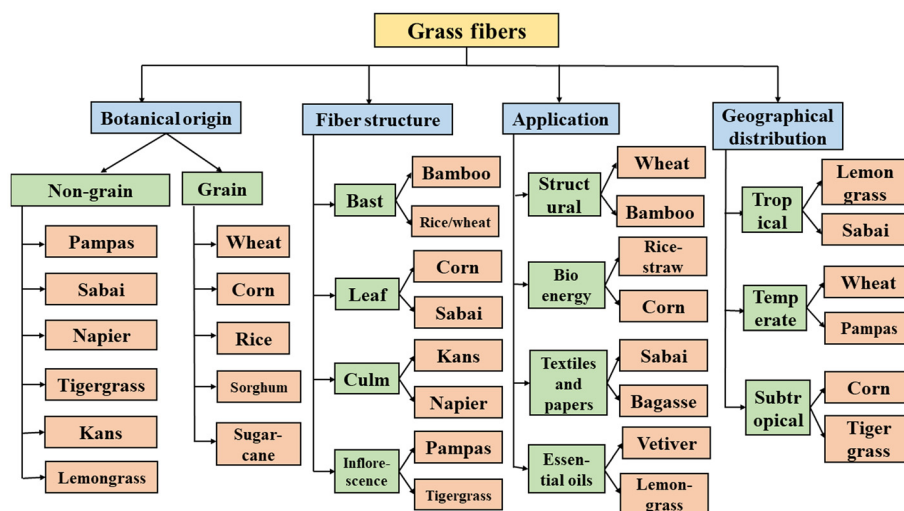 Grass fibers
Botanical origin
Non-grain
Pampas
Sabai
Napier
Tigergrass
Kans
Lemongrass
Grain
Wheat
Corn
Rice
Sorghum
Sugar-
cane
Fiber structure
Bast
Bamboo
Rice/wheat
Leaf
Corn
Sabai
Culm
Kans
Napier
Inflore-
scence
Pampas
Tigergrass
Application
Struct
ural
Wheat
Bamboo
Bio
energy
Rice-
straw
Corn
Textiles and
papers
Sabai
Bagasse
Essen-
tial oils
Vetiver
Lemon-
grass
Geographical
distribution
Trop
ical
Lemon
grass
Sabai
Temp
erate
Wheat
Pampas
Subtr
opical
Corn
Tiger
grass